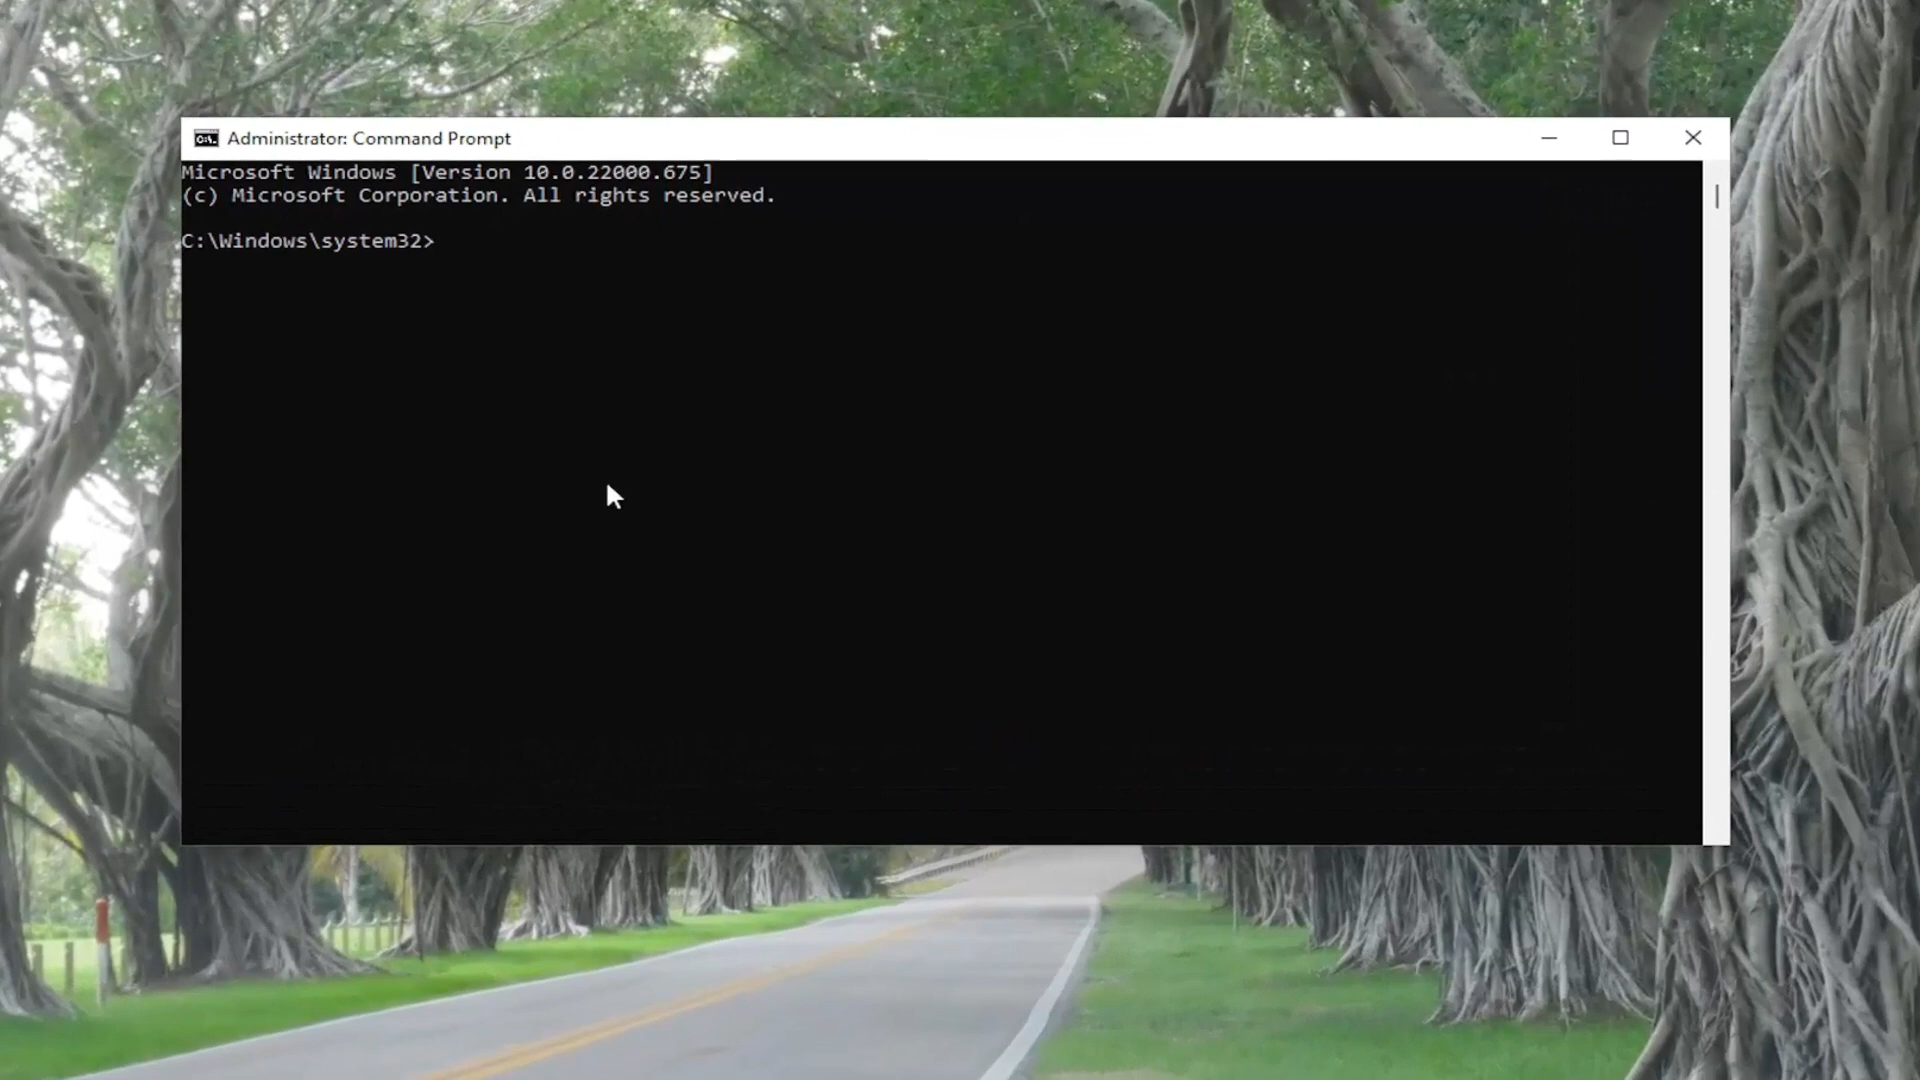 Administrator: Command Prompt
Microsoft Windows [Version 10.0.22000.675]
(c) Microsoft Corporation. All rights reserved.
C:\Windows\system32>